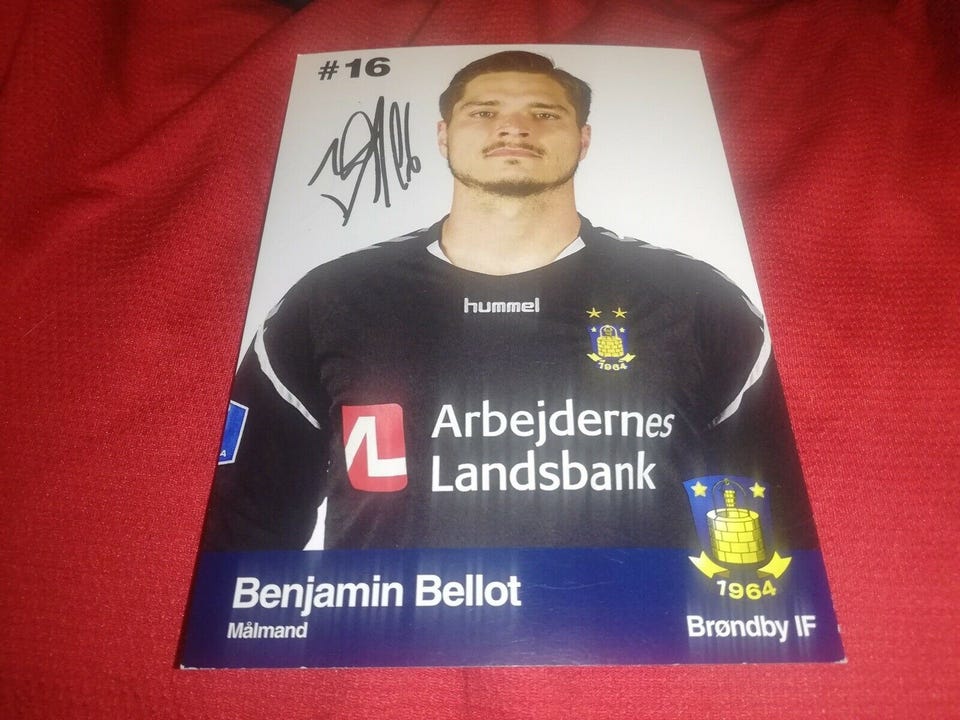 #16
hummel
1964
Arbejdernes
Landsbank
1964
Benjamin Bellot
Målmand
Brøndby IF